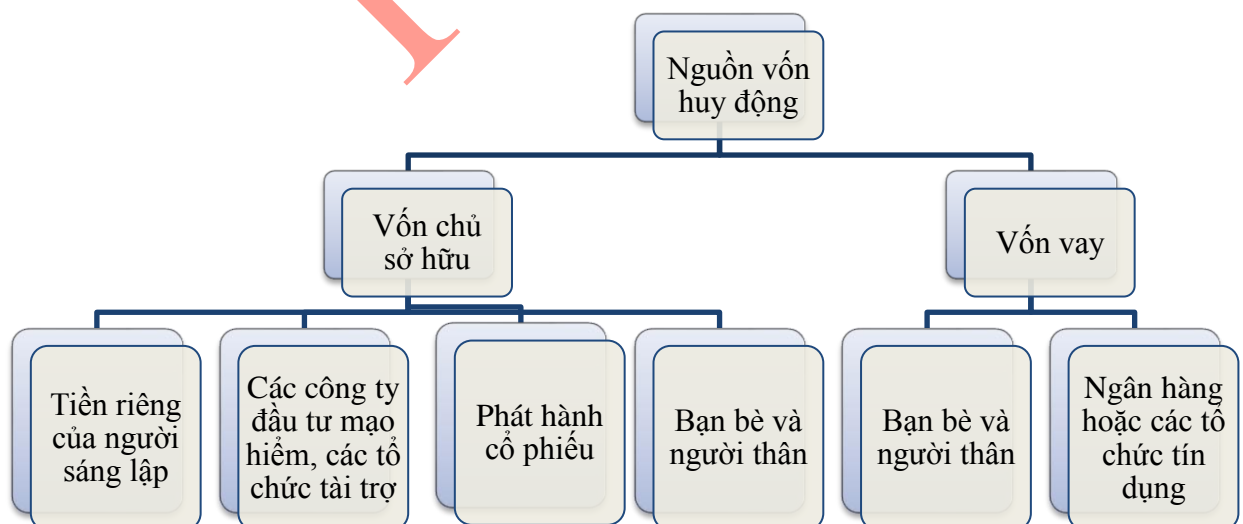 Nguồn vốn
huy động
Vốn chủ
sở hữu
Vốn vay
Tiền riêng
của người
sáng lập
Các công ty
đầu tư mạo
hiểm, các tổ
chức tài trợ
Phát hành
cổ phiếu
Bạn bè và
người thân
Bạn bè và
người thân
Ngân hàng
hoặc các tổ
chức tín
dụng